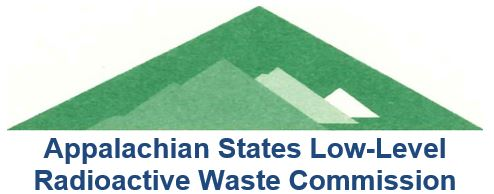 Appalachian States Low-Level
Radioactive Waste Commission